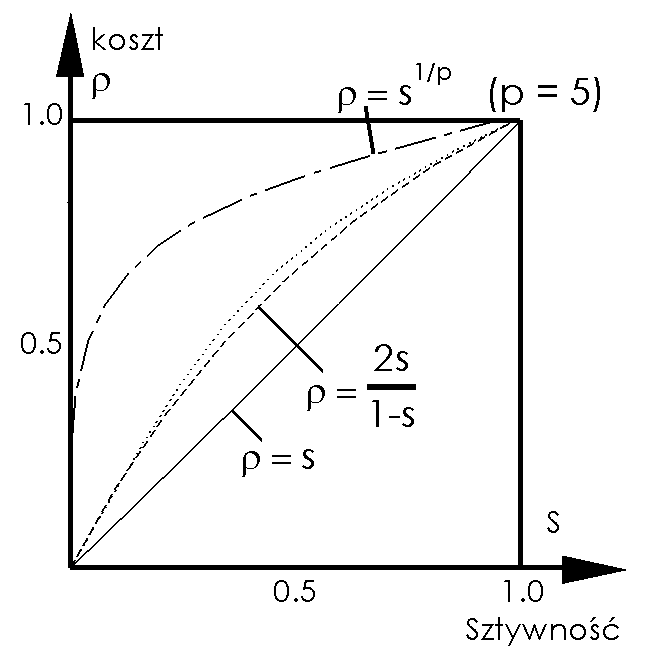 koszt
ρ
ρ = s^1/p (p = 5)
1.0
0.5
ρ = 2s/1-s
ρ = s
s
0.5 1.0
Sztywność